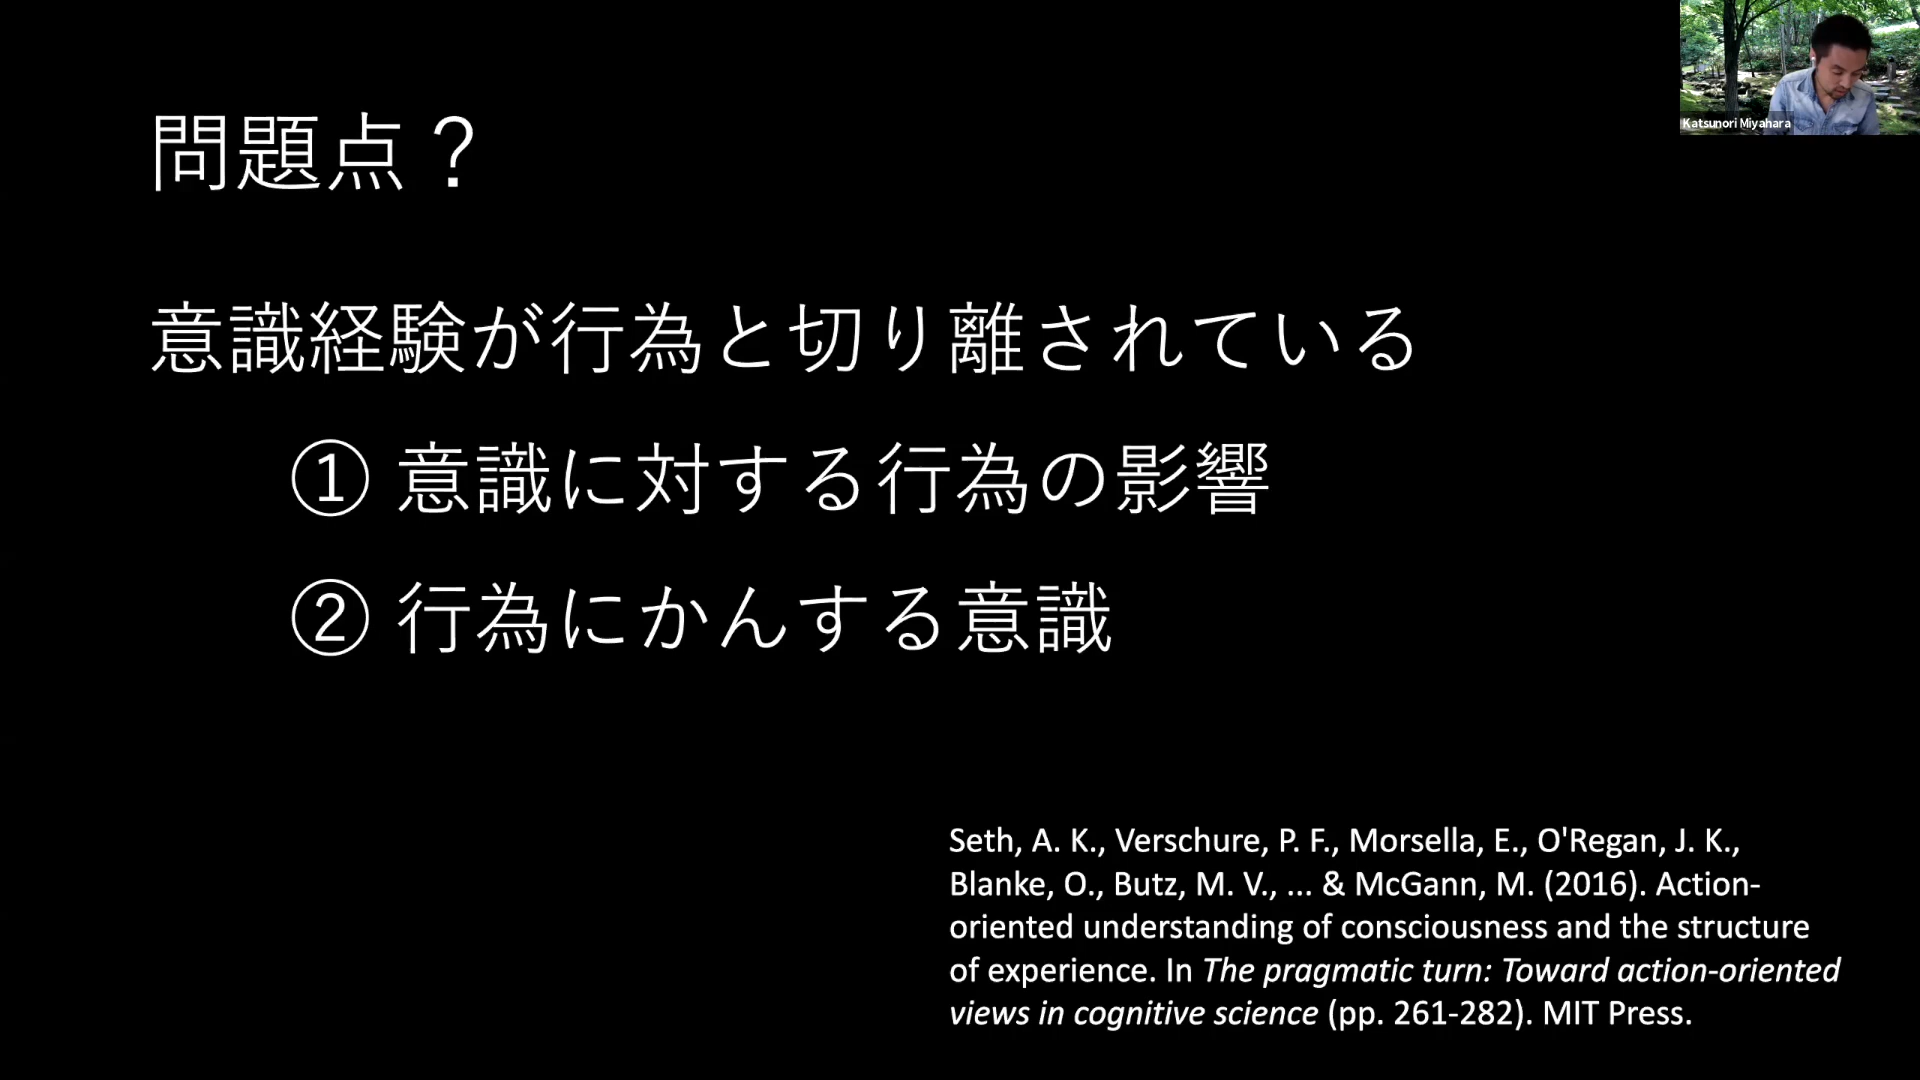 問題点？
意識経験が行為と切り離されている
① 意識に対する行為の影響
② 行為にかんする意識
Seth, A. K., Verschure, P. F., Morsella, E., O'Regan, J. K.,
Blanke, O., Butz, M. V., ... & McGann, M. (2016). Action-
oriented understanding of consciousness and the structure
of experience. In The pragmatic turn: Toward action-oriented
views in cognitive science (pp. 261-282). MIT Press.
Katsunori Miyahara